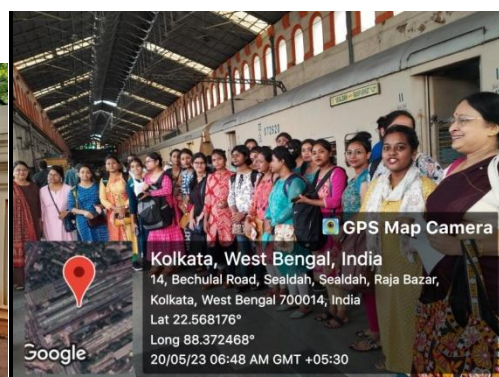 GPS Map Camera
Kolkata, West Bengal, India
14, Bechulal Road, Sealdah, Sealdah, Raja Bazar,
Kolkata, West Bengal 700014, India
Lat 22.568176°
Long 88.372468°
20/05/23 06:48 AM GMT +05:30
Google